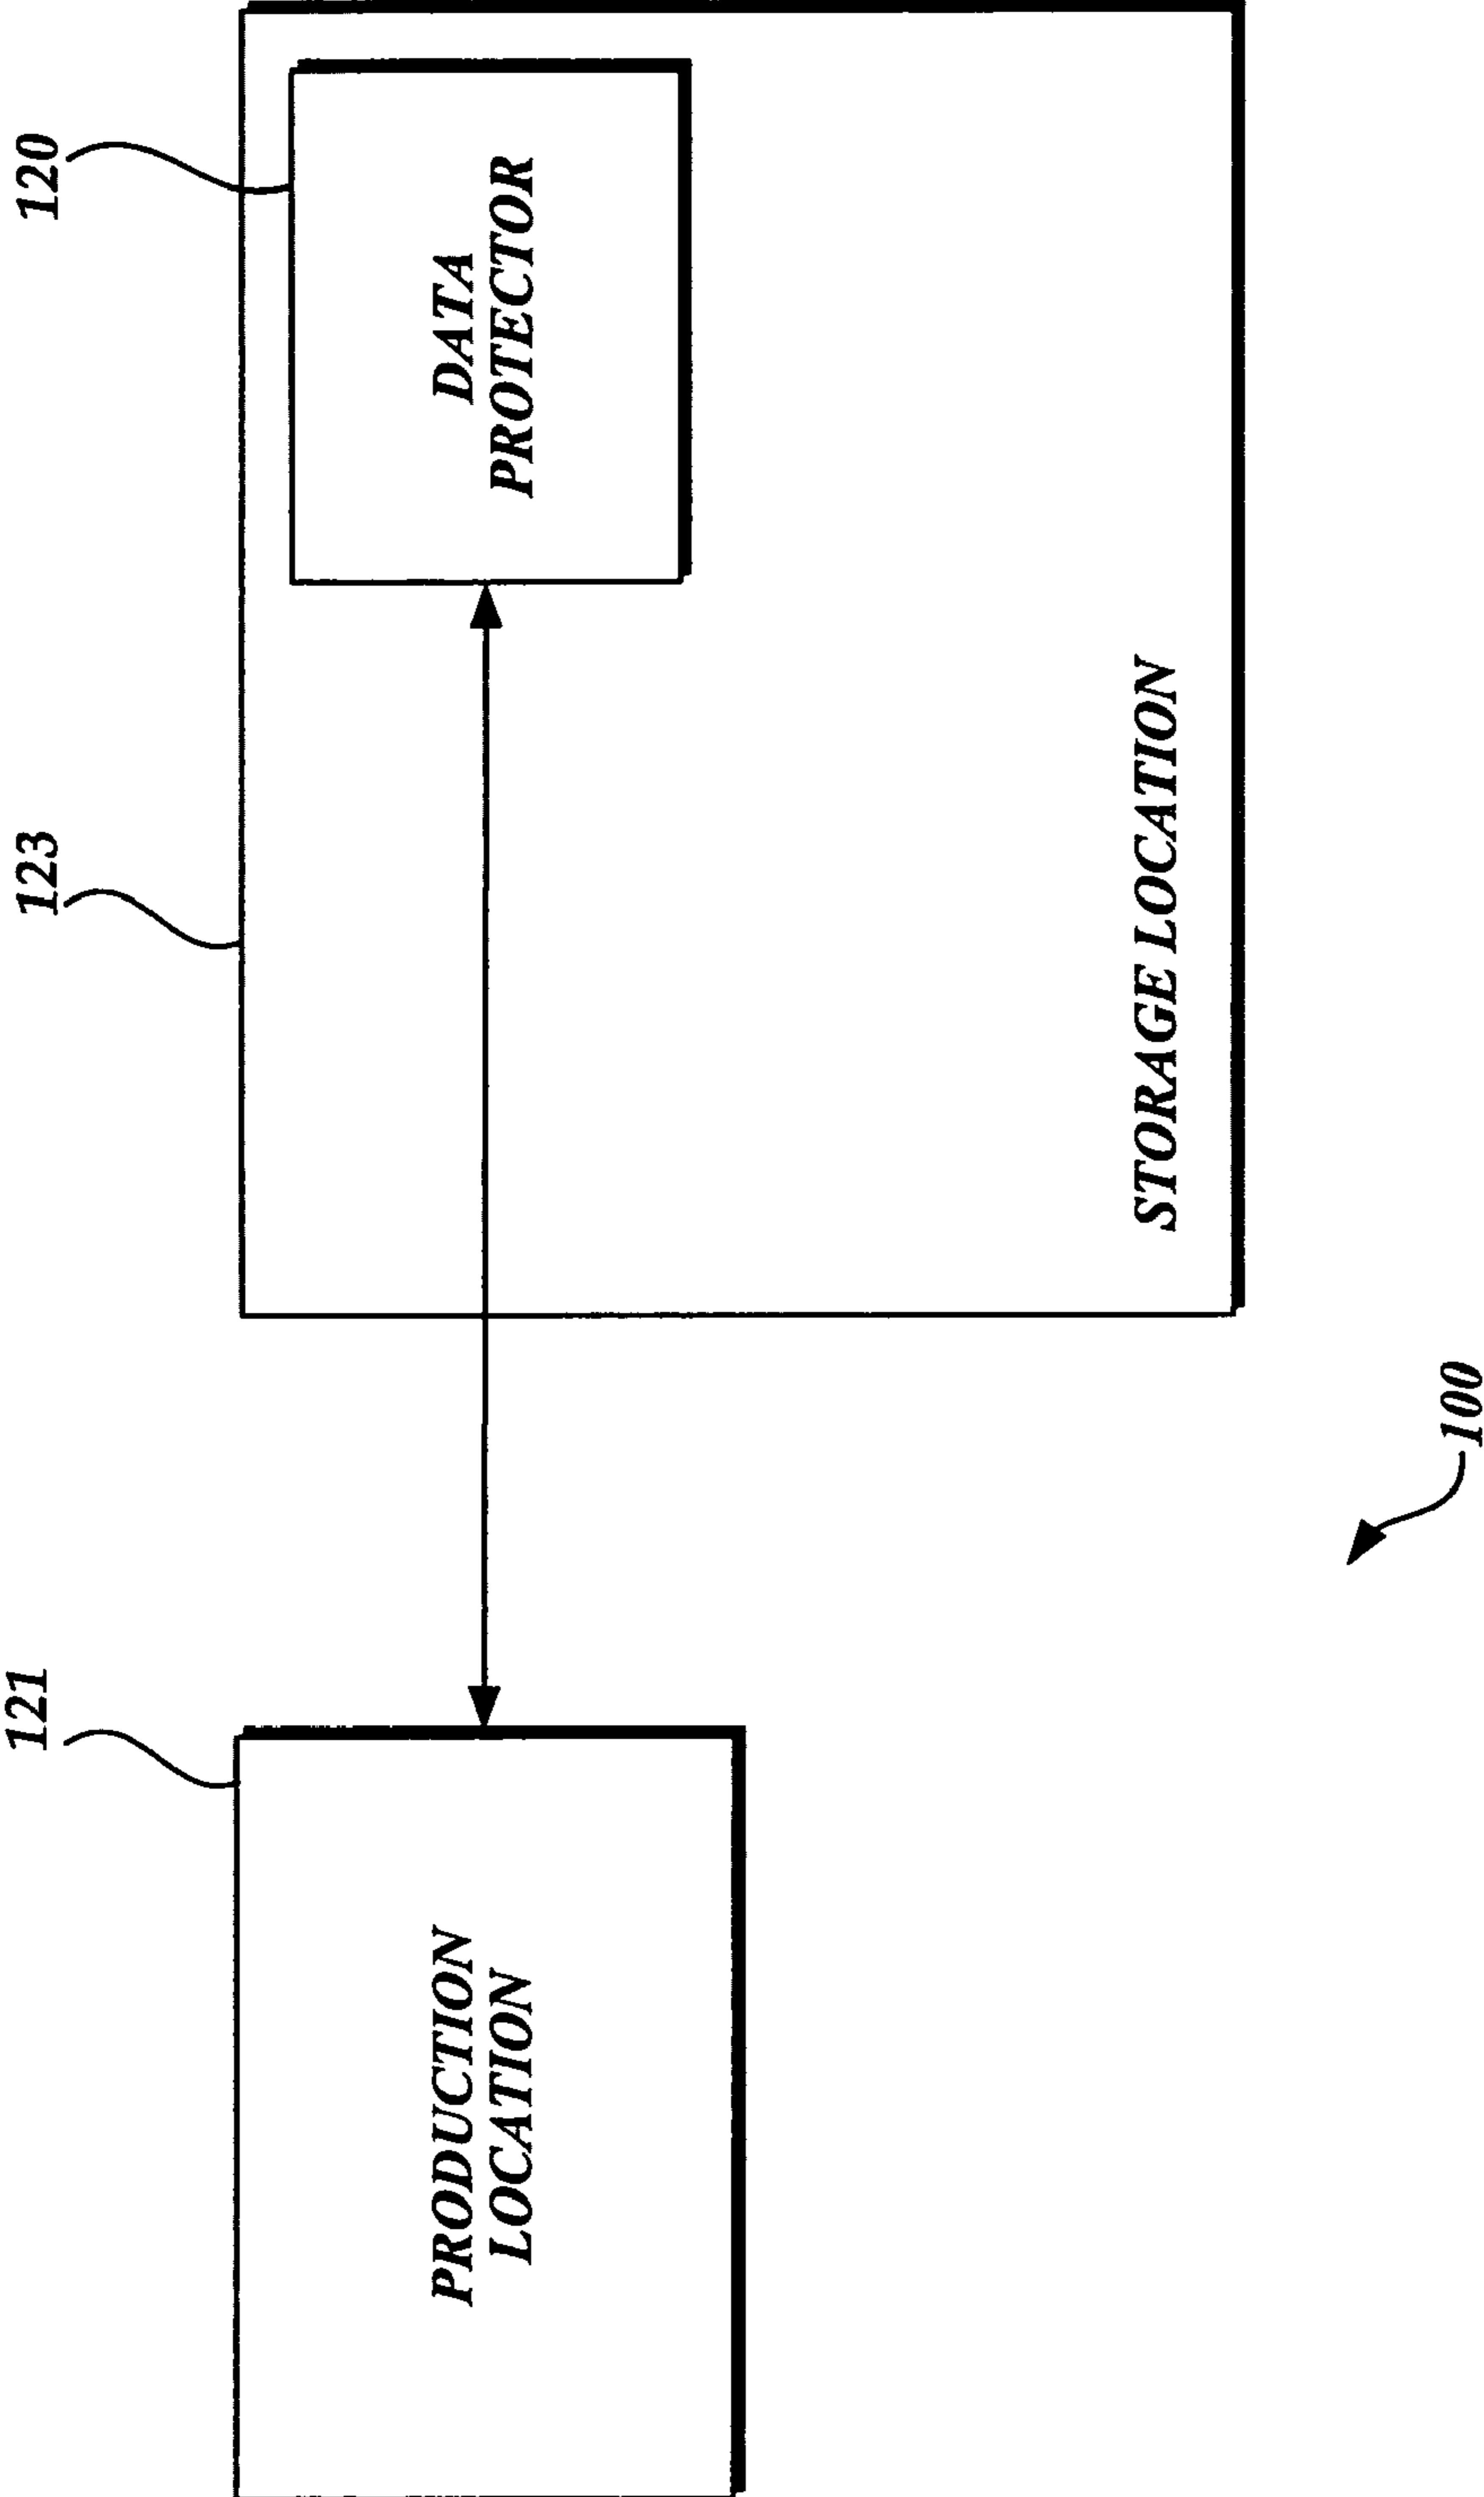 121
123
120
PRODUCTION
LOCATION
DATA
PROTECTOR
STORAGE LOCATION
100